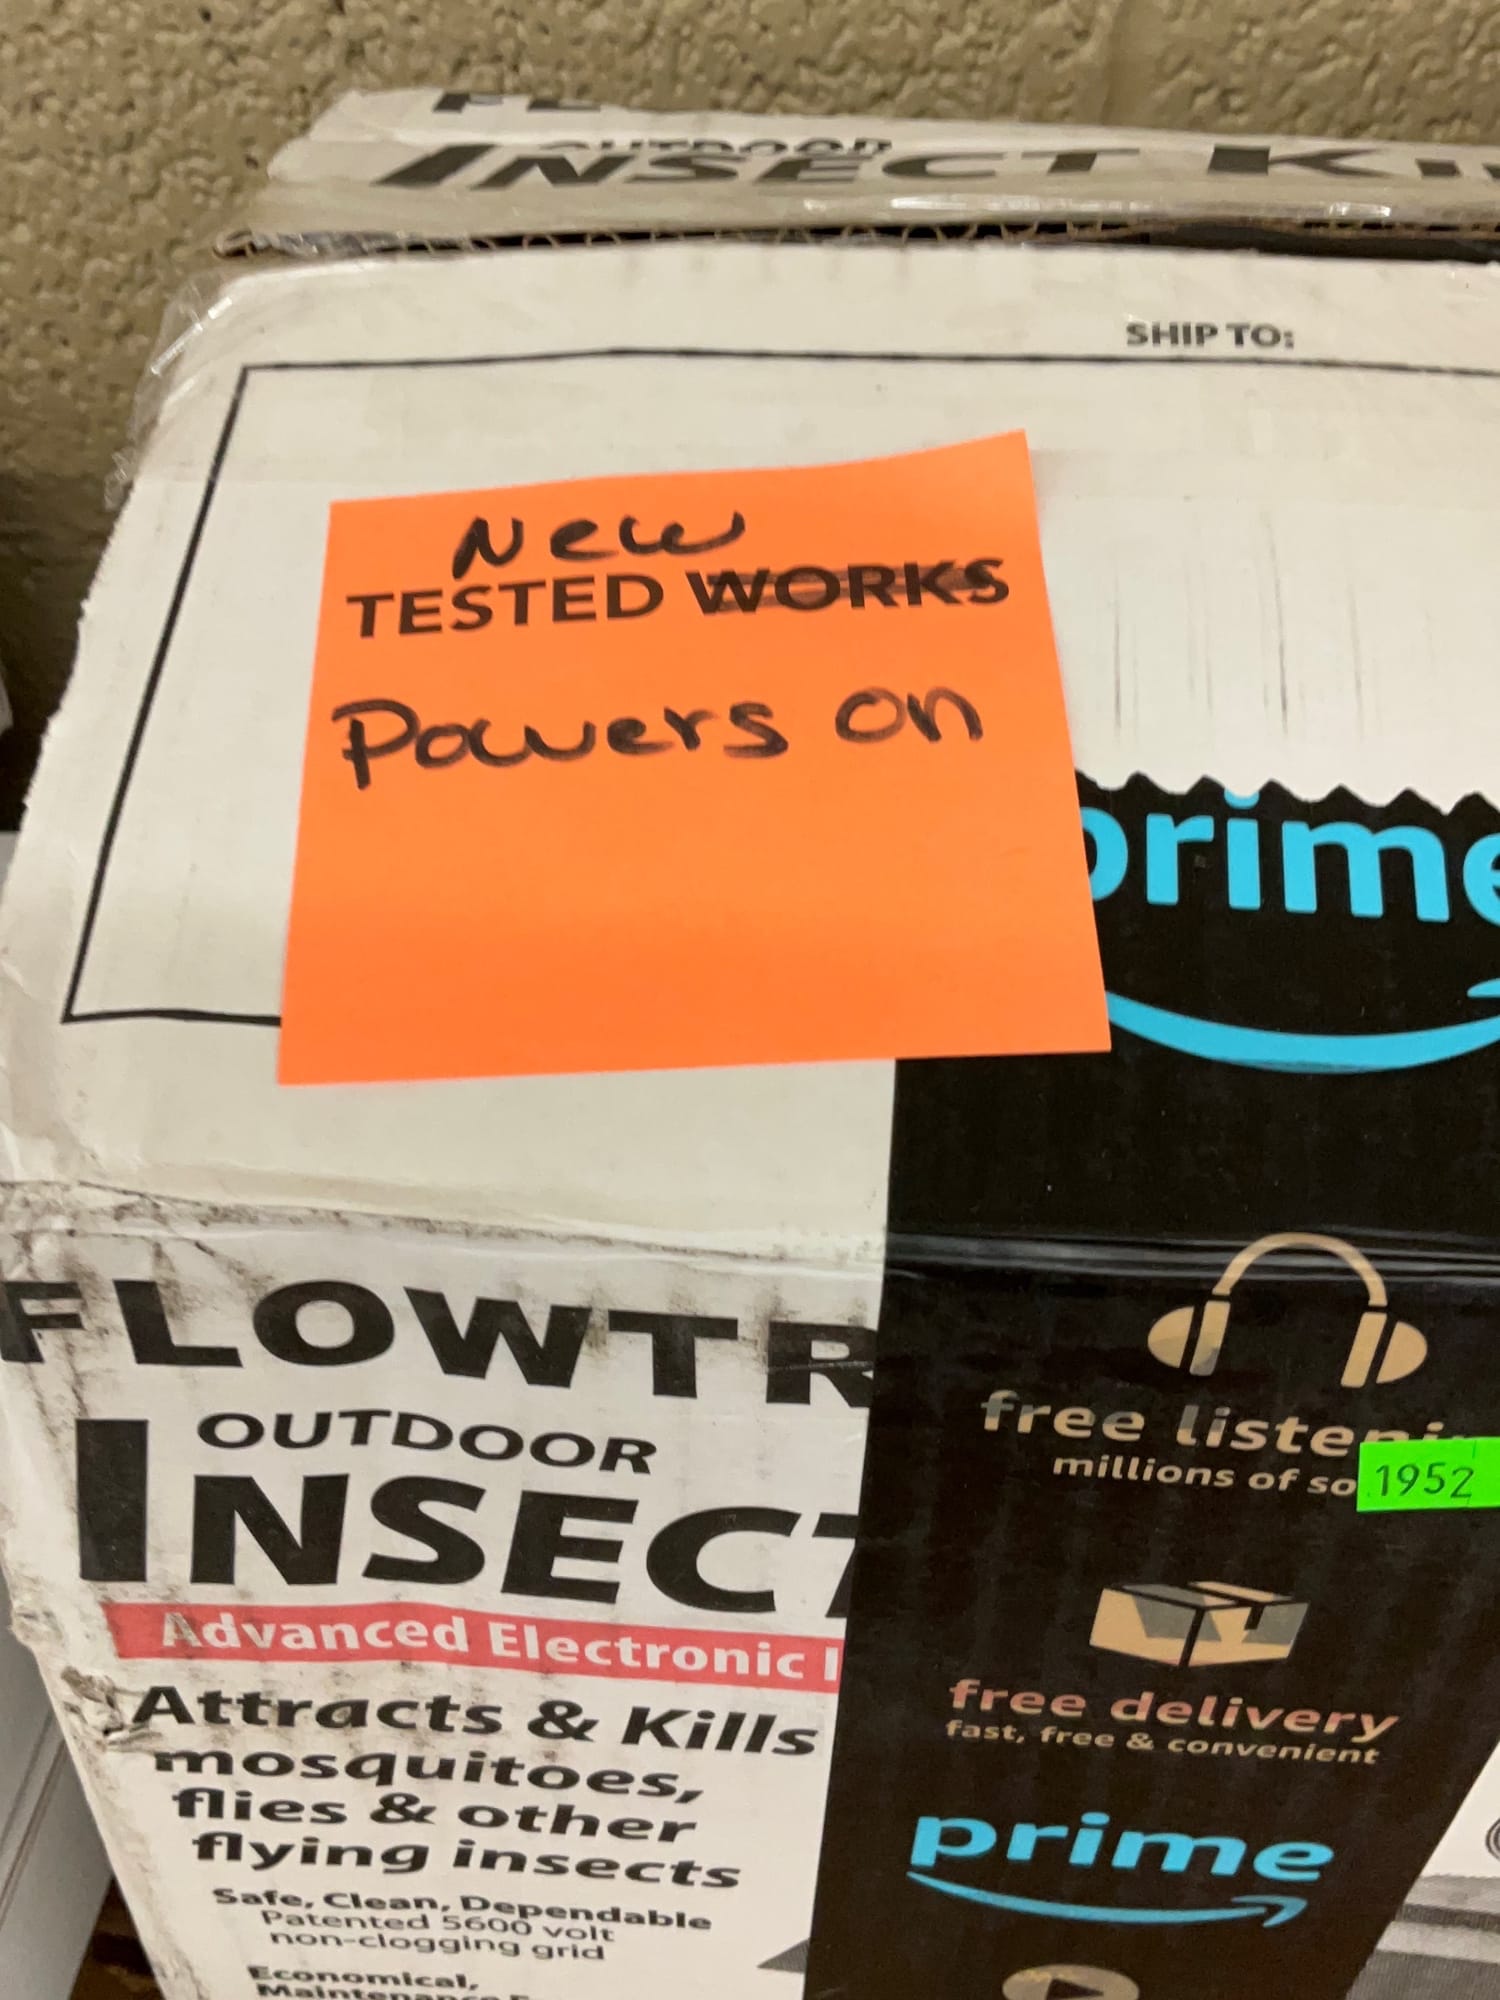 OUTDOOR
INSECT
SHIP TO:
New
TESTED WORKS
Powers on
prime
FLOWTR
OUTDOOR
INSECT
Advanced Electronic
Attracts & Kills
mosquitoes,
flies & other
flying insects
Safe, Clean, Dependable
Patented 5600 volt
non-clogging grid
Economical,
free
millions of so
1952
free delivery
fast, free & convenient
prime